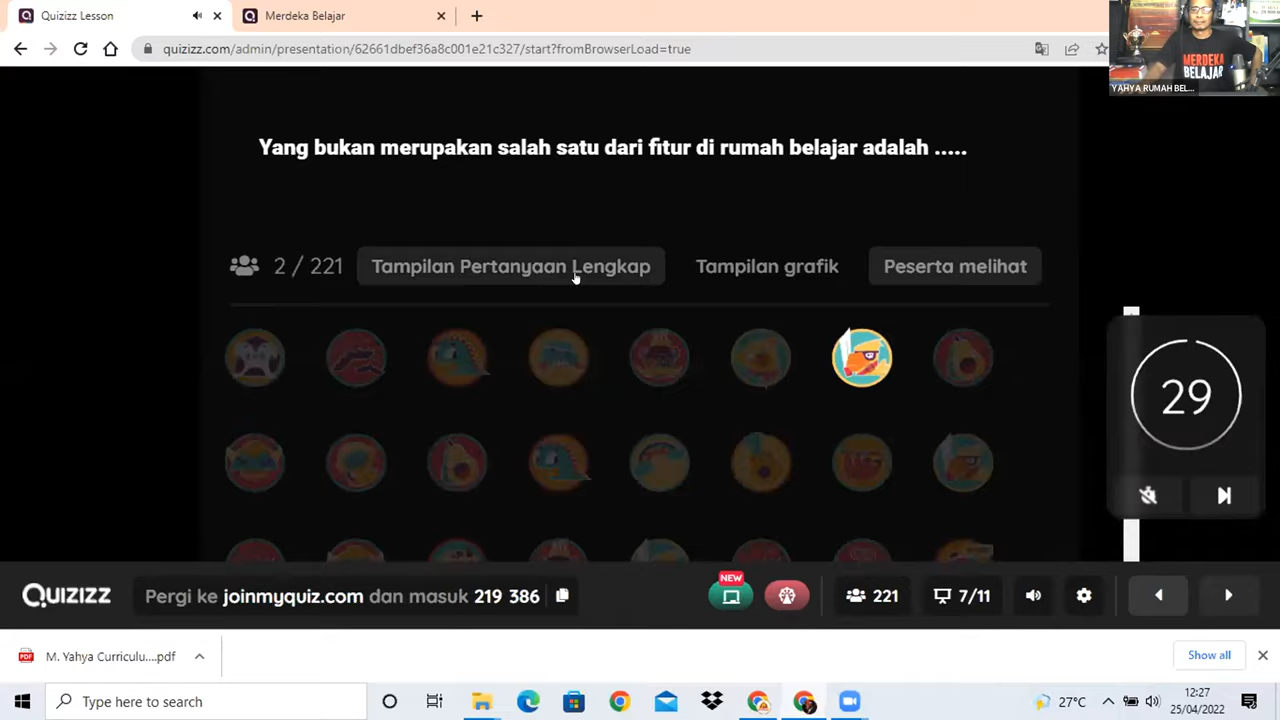 Quizizz Lesson
Merdeka Belajar
quizizz.com/admin/presentation/62661dbef36a8c001e21c327/start?fromBrowserLoad=true
MERDEKA
BELAJAR
YAHYA RUMAH BEL...
Yang bukan merupakan salah satu dari fitur di rumah belajar adalah .....
2 / 221
Tampilan Pertanyaan Lengkap
Tampilan grafik
Peserta melihat
29
QUIZIZZ
Pergi ke joinmyquiz.com dan masuk 219 386
NEW
221
7/11
M. Yahya Curriculu....pdf
Show all
Type here to search
27°C
12:27
25/04/2022